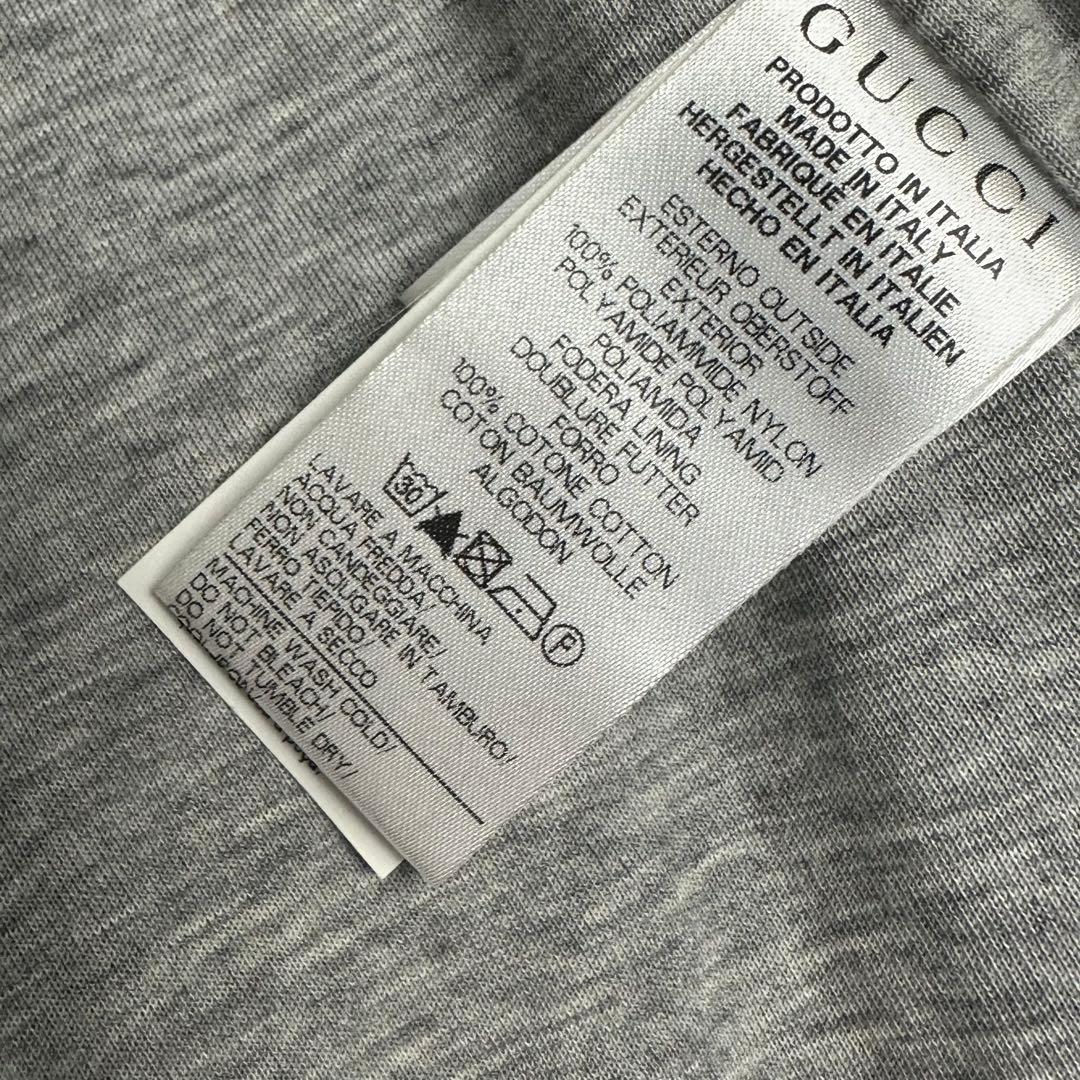 GUCCI
PRODOTTO IN ITALIA
MADE IN ITALY
FABRIQUÉ EN ITALIE
HERGESTELLT IN ITALIEN
HECHO EN ITALIA
ESTERNO OUTSIDE
EXTERIEUR OBERSTOFF
EXTERIOR
100% POLIAMMIDE NYLON
POLYAMIDE POLYAMID
POLIAMIDA
FODERA LINING
DOUBLURE FUTTER
FORRO
100% COTONE COTTON
COTON BAUMWOLLE
ALGODON
30 P
LAVARE A MACCHINA
ACQUA FREDDA/
NON CANDEGGIARE/
NON ASCIUGARE IN TAMBURO/
FERRO TIEPIDO/
LAVARE A SECCO
MACHINE WASH COLD/
DO NOT BLEACH/
DO NOT TUMBLE DRY/